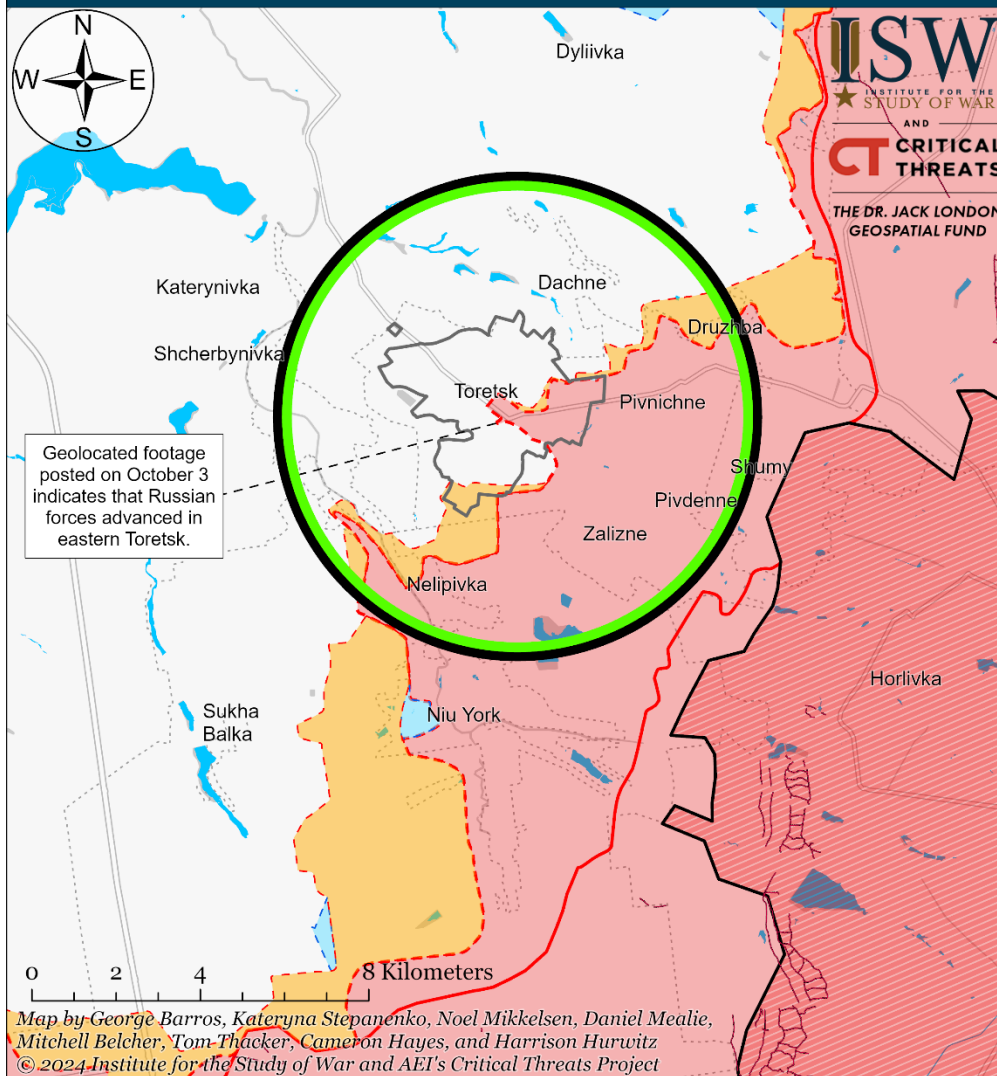 N
W
E
S
Dyliivka
ISW
INSTITUTE FOR THE
STUDY OF WAR
AND
CT
CRITICAL
THREATS
THE DR. JACK LONDON
GEOSPATIAL FUND
Katerynivka
Dachne
Shcherbynivka
Druzhba
Toretsk
Pivnichne
Geolocated footage
posted on October 3
indicates that Russian
forces advanced in
eastern Toretsk.
Shumy
Pivdenne
Zalizne
Nelipivka
Horlivka
Sukha
Balka
Niu York
0 2 4 8 Kilometers
Map by George Barros, Kateryna Stepanenko, Noel Mikkelsen, Daniel Mealie,
Mitchell Belcher, Tom Thacker, Cameron Hayes, and Harrison Hurwitz
© 2024 Institute for the Study of War and AEI's Critical Threats Project